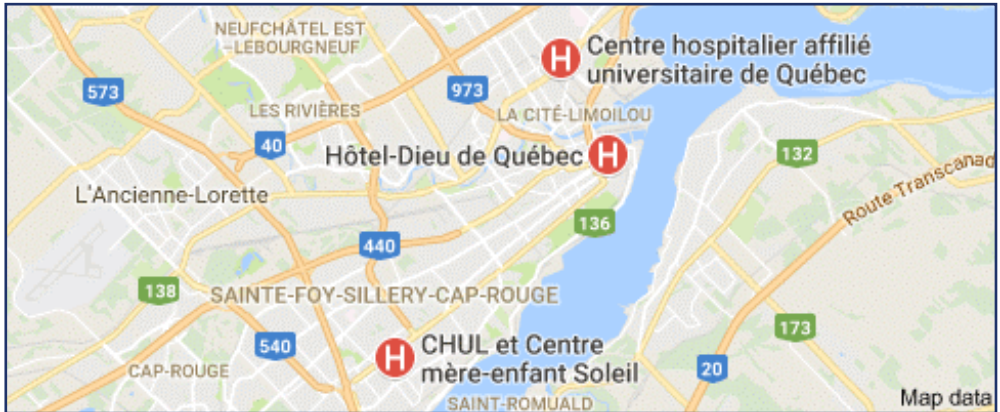 NEUFCHÂTEL EST
-LEBOURGNEUF
Centre hospitalier affilié
universitaire de Québec
573
973
LES RIVIÈRES
LA CITÉ-LIMOILOU
40
Hôtel-Dieu de Québec
H
H
132
L'Ancienne-Lorette
Route Transcanad
136
440
138
SAINTE-FOY-SILLERY-CAP-ROUGE
173
540
H
CHUL et Centre
mère-enfant Soleil
CAP-ROUGE
20
SAINT-ROMUALD
Map data